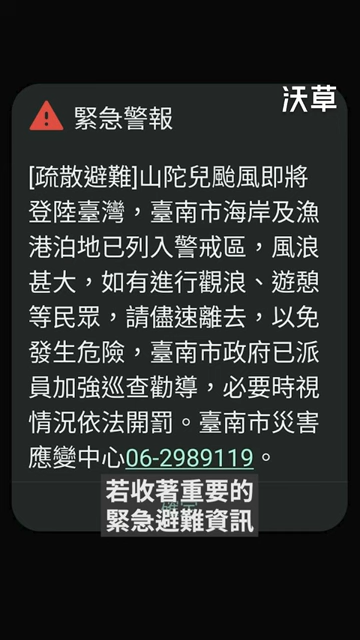 沃草
緊急警報
[疏散避難]山陀兒颱風即將
登陸臺灣，臺南市海岸及漁
港泊地已列入警戒區，風浪
甚大，如有進行觀浪、遊憩
等民眾，請儘速離去，以免
發生危險，臺南市政府已派
員加強巡查勸導，必要時視
情況依法開罰。臺南市災害
應變中心06-2989119。
若收著重要的
緊急避難資訊